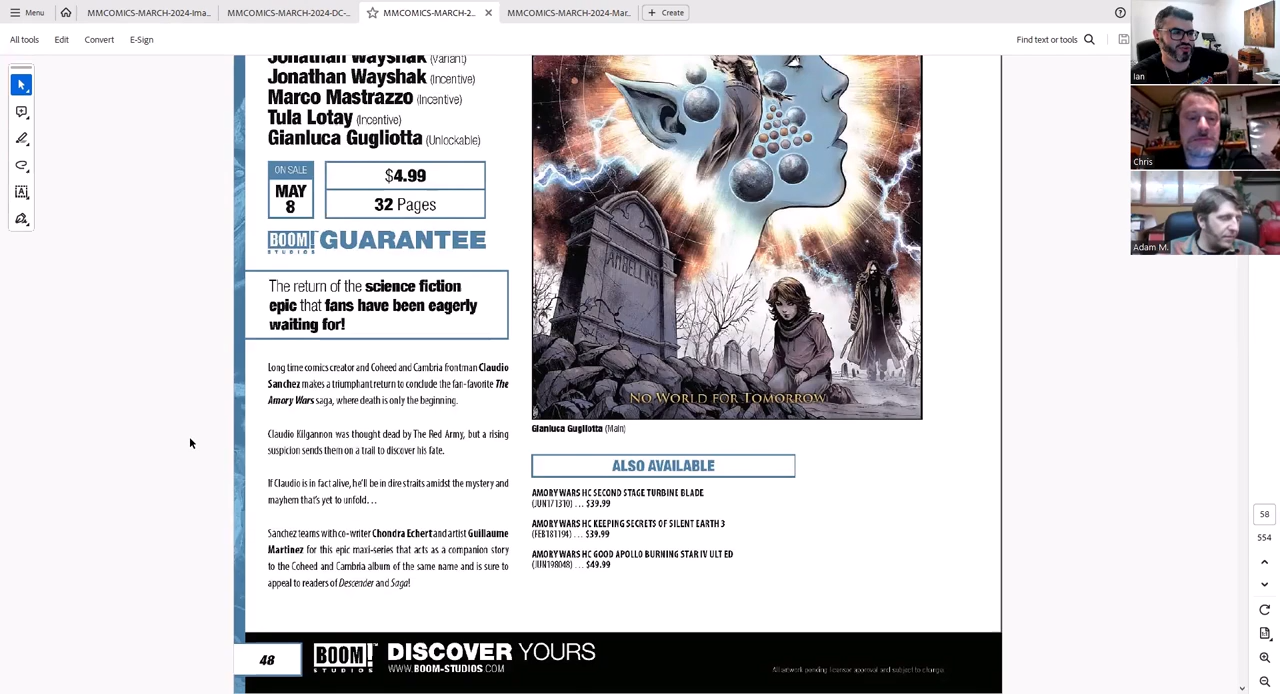 Menu
MMCOMICS-MARCH-2024-Ima...
MMCOMICS-MARCH-2024-DC-...
MMCOMICS-MARCH-2...
MMCOMICS-MARCH-2024-Mar...
Create
All tools
Edit
Convert
E-Sign
Find text or tools
Ian
Chris
Adam M.
Jonathan Wayshak (Variant)
Jonathan Wayshak (Incentive)
Marco Mastrazzo (Incentive)
Tula Lotay (Incentive)
Gianluca Gugliotta (Unlockable)
ON SALE
MAY
8
$4.99
32 Pages
BOOM!
STUDIOS
GUARANTEE
The return of the science fiction
epic that fans have been eagerly
waiting for!
Long time comics creator and Coheed and Cambria frontman Claudio
Sanchez makes a triumphant return to conclude the fan-favorite The
Amory Wars saga, where death is only the beginning.
Claudio Kilgannon was thought dead by The Red Army, but a rising
suspicion sends them on a trail to discover his fate.
If Claudio is in fact alive, he'll be in dire straits amidst the mystery and
mayhem that's yet to unfold...
Sanchez teams with co-writer Chondra Echert and artist Guillaume
Martinez for this epic maxi-series that acts as a companion story
to the Coheed and Cambria album of the same name and is sure to
appeal to readers of Descender and Saga!
AMBELLINA
NO WORLD FOR TOMORROW
Gianluca Gugliotta (Main)
ALSO AVAILABLE
AMORY WARS HC SECOND STAGE TURBINE BLADE
(JUN171310) ... $39.99
AMORY WARS HC KEEPING SECRETS OF SILENT EARTH 3
(FEB181194) ... $39.99
AMORY WARS HC GOOD APOLLO BURNING STAR IV ULT ED
(JUN198048) ... $49.99
58
554
48
BOOM!
STUDIOS
DISCOVER YOURS
WWW.BOOM-STUDIOS.COM
All artwork pending licensor approval and subject to change.